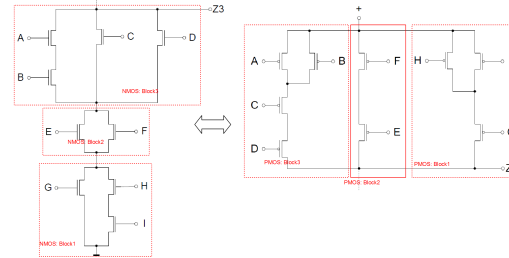 Z3
A
C
D
B
NMOS: Block3
E
F
NMOS: Block2
G
H
I
NMOS: Block1
+
A
B
F
H
C
E
D
PMOS: Block3
PMOS: Block1
PMOS: Block2